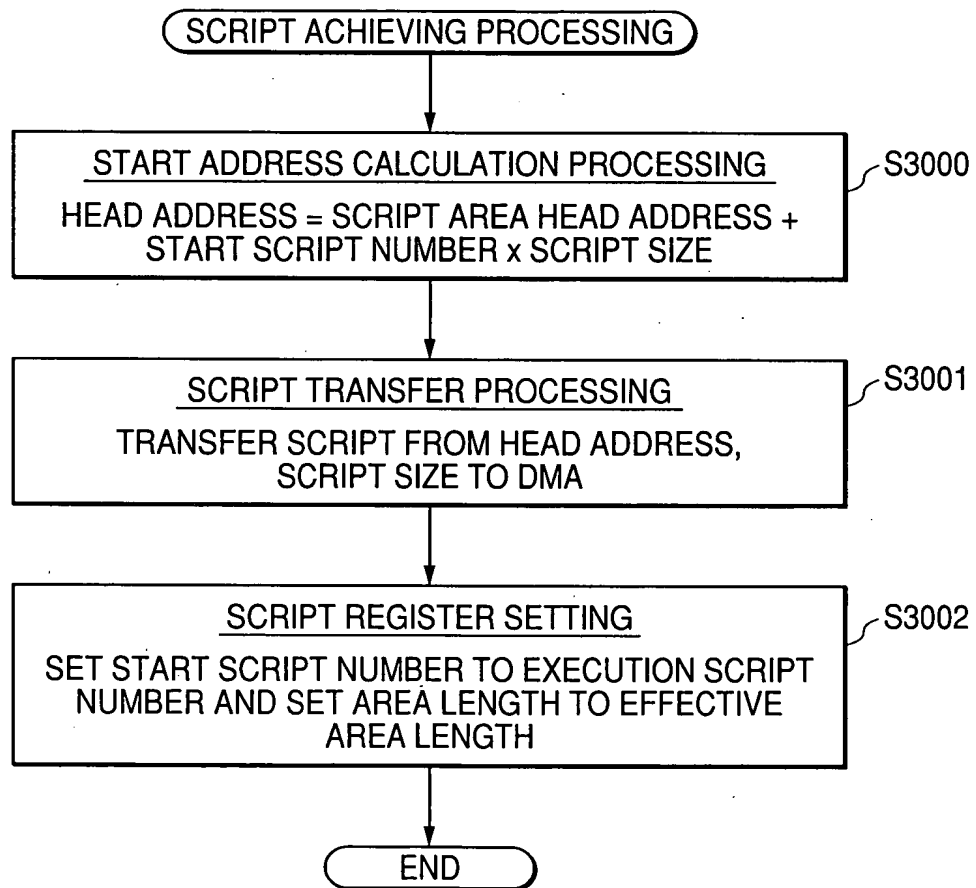 SCRIPT ACHIEVING PROCESSING
START ADDRESS CALCULATION PROCESSING
S3000
HEAD ADDRESS = SCRIPT AREA HEAD ADDRESS +
START SCRIPT NUMBER x SCRIPT SIZE
SCRIPT TRANSFER PROCESSING
S3001
TRANSFER SCRIPT FROM HEAD ADDRESS,
SCRIPT SIZE TO DMA
SCRIPT REGISTER SETTING
S3002
SET START SCRIPT NUMBER TO EXECUTION SCRIPT
NUMBER AND SET AREA LENGTH TO EFFECTIVE
AREA LENGTH
END